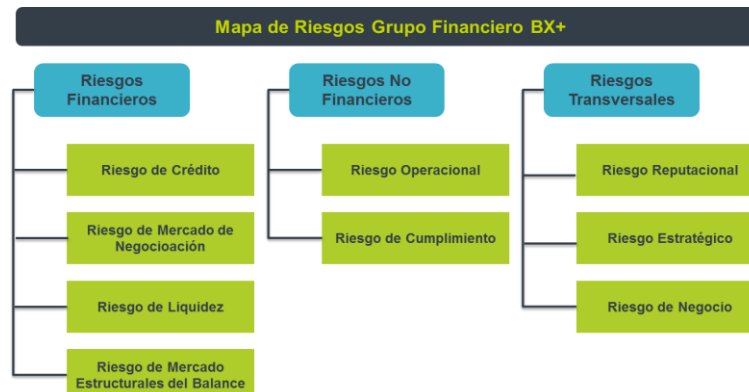 Mapa de Riesgos Grupo Financiero BX+
Riesgos
Financieros
Riesgo de Crédito
Riesgo de Mercado de
Negocioación
Riesgo de Liquidez
Riesgo de Mercado
Estructurales del Balance
Riesgos No
Financieros
Riesgo Operacional
Riesgo de Cumplimiento
Riesgos
Transversales
Riesgo Reputacional
Riesgo Estratégico
Riesgo de Negocio